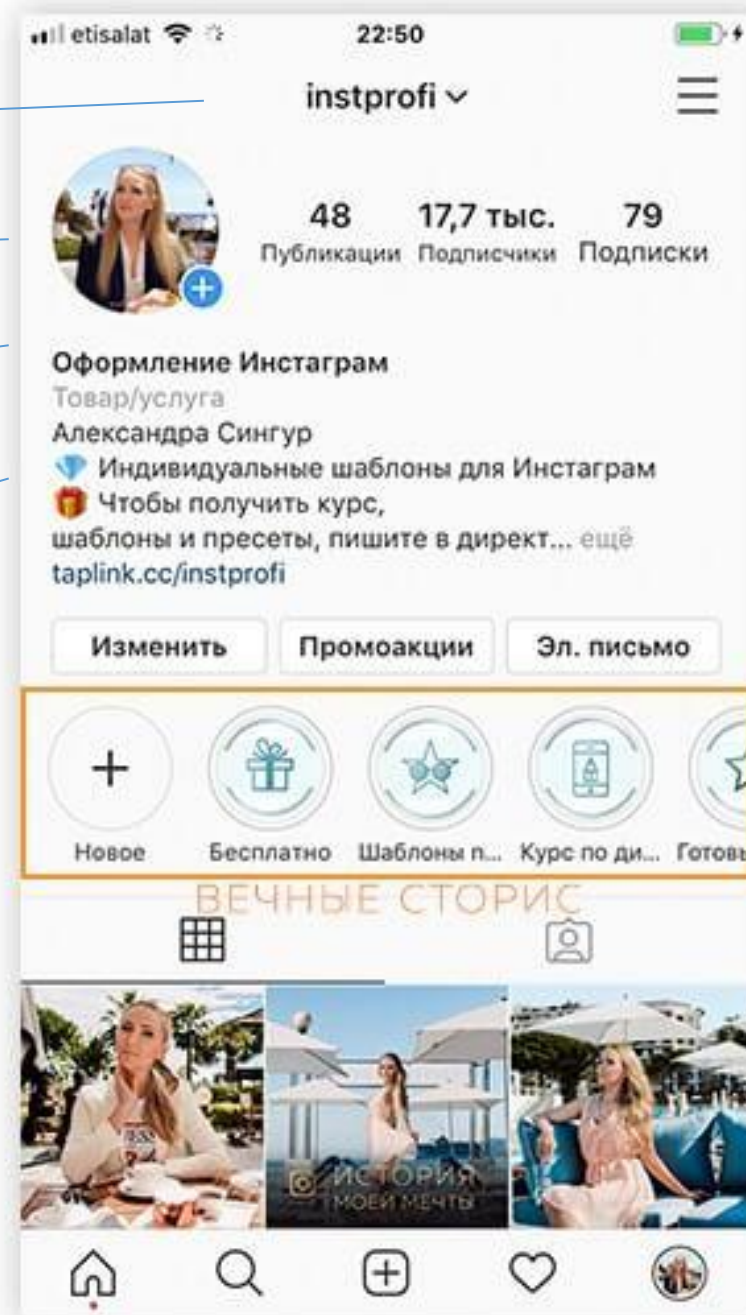 etisalat 22:50
instprofi
48 17,7 тыс. 79
Публикации Подписчики Подписки
Оформление Инстаграм
Товар/услуга
Александра Сингур
Индивидуальные шаблоны для Инстаграм
Чтобы получить курс,
шаблоны и пресеты, пишите в директ... ещё
taplink.cc/instprofi
Изменить Промоакции Эл. письмо
Новое Бесплатно Шаблоны п... Курс по ди... Готовы
ВЕЧНЫЕ СТОРИС
ИСТОРИЯ
МОЕЙ МЕЧТЫ